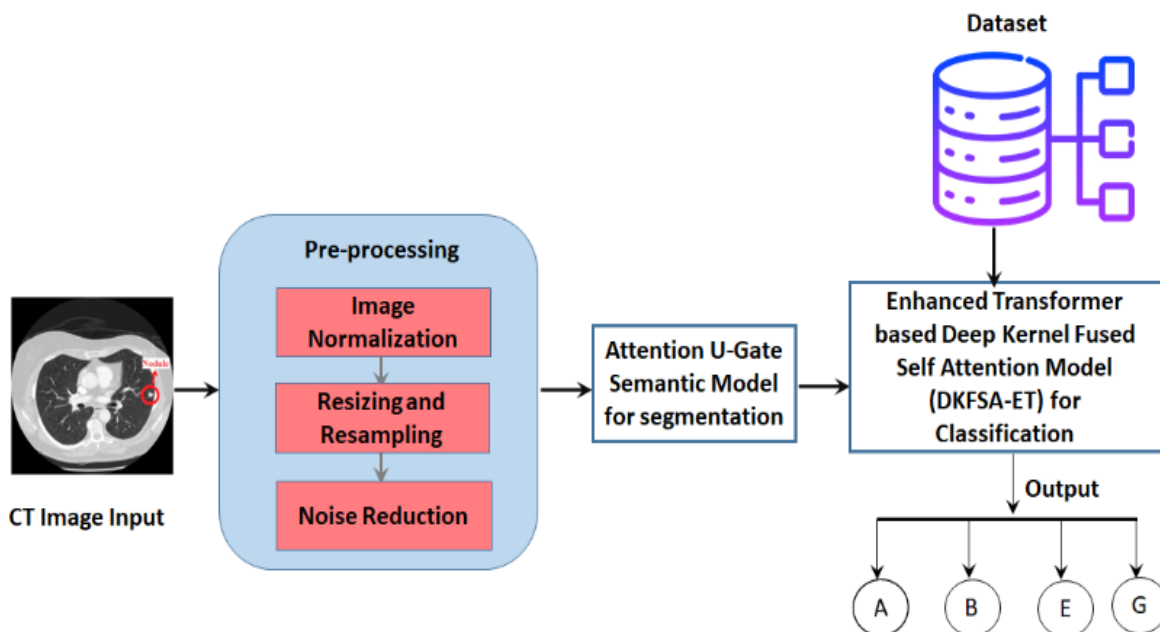 Dataset
Pre-processing
Image
Normalization
Resizing and
Resampling
Noise Reduction
Nodule
CT Image Input
Attention U-Gate
Semantic Model
for segmentation
Enhanced Transformer
based Deep Kernel Fused
Self Attention Model
(DKFSA-ET) for
Classification
Output
A
B
E
G